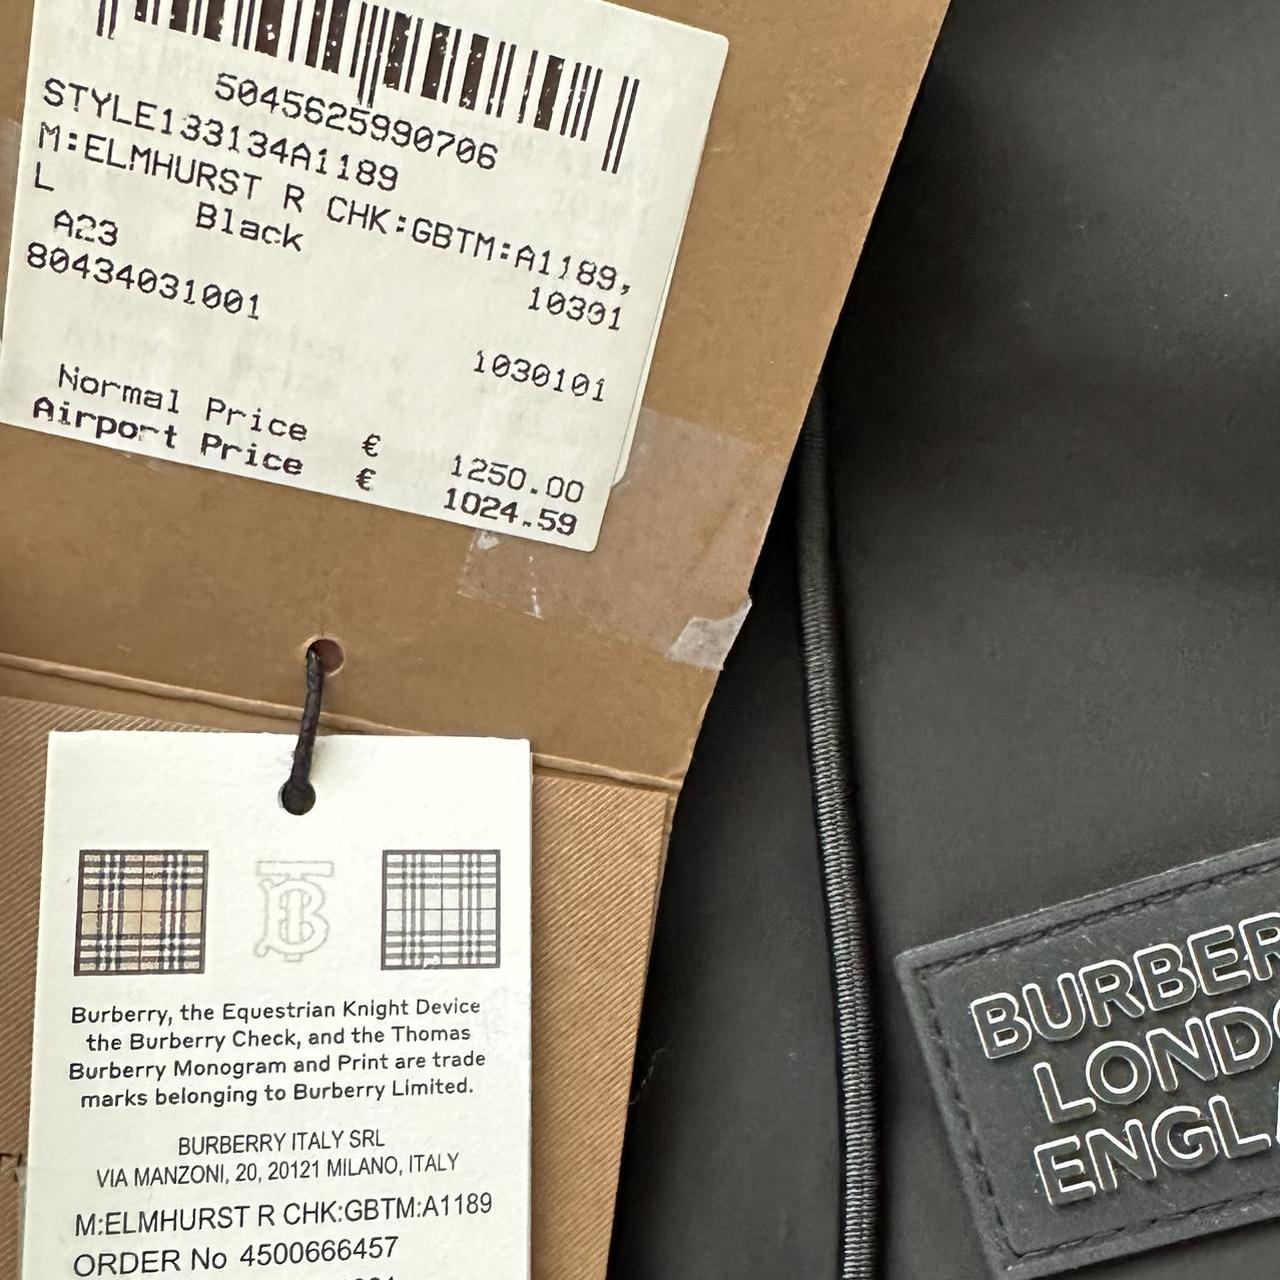 5045625990706
STYLE133134A1189
M:ELMHURST R CHK:GBTM:A1189,
L Black 10301
A23
80434031001 1030101
Normal Price € 1250.00
Airport Price € 1024.59
Burberry, the Equestrian Knight Device
the Burberry Check, and the Thomas
Burberry Monogram and Print are trade
marks belonging to Burberry Limited.
BURBERRY ITALY SRL
VIA MANZONI, 20, 20121 MILANO, ITALY
M:ELMHURST R CHK:GBTM:A1189
ORDER No 4500666457
BURBER
LONDO
ENGLA